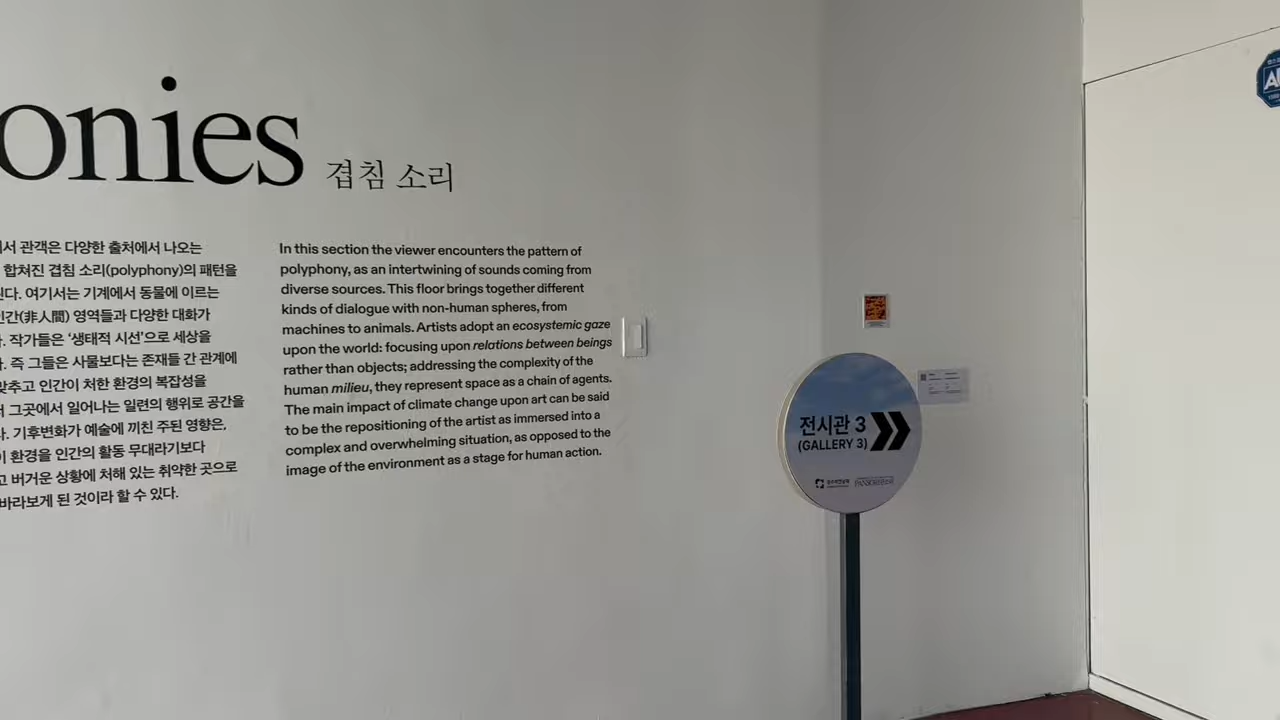 onies 겹침 소리
서 관객은 다양한 출처에서 나오는
합쳐진 겹침 소리(polyphony)의 패턴을
된다. 여기서는 기계에서 동물에 이르는
인간(非人間) 영역들과 다양한 대화가
작가들은 ‘생태적 시선’으로 세상을
즉 그들은 사물보다는 존재들 간 관계에
맞추고 인간이 처한 환경의 복잡성을
그곳에서 일어나는 일련의 행위로 공간을
기후변화가 예술에 끼친 주된 영향은,
이 환경을 인간의 활동 무대라기보다
고 버거운 상황에 처해 있는 취약한 곳으로
바라보게 된 것이라 할 수 있다.
In this section the viewer encounters the pattern of
polyphony, as an intertwining of sounds coming from
diverse sources. This floor brings together different
kinds of dialogue with non-human spheres, from
machines to animals. Artists adopt an ecosystemic gaze
upon the world: focusing upon relations between beings
rather than objects; addressing the complexity of the
human milieu, they represent space as a chain of agents.
The main impact of climate change upon art can be said
to be the repositioning of the artist as immersed into a
complex and overwhelming situation, as opposed to the
image of the environment as a stage for human action.
전시관 3
(GALLERY 3)